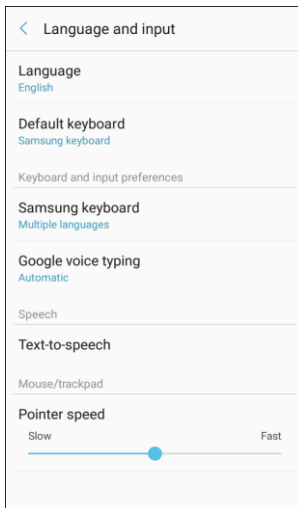 Language and input
Language
English
Default keyboard
Samsung keyboard
Keyboard and input preferences
Samsung keyboard
Multiple languages
Google voice typing
Automatic
Speech
Text-to-speech
Mouse/trackpad
Pointer speed
Slow Fast